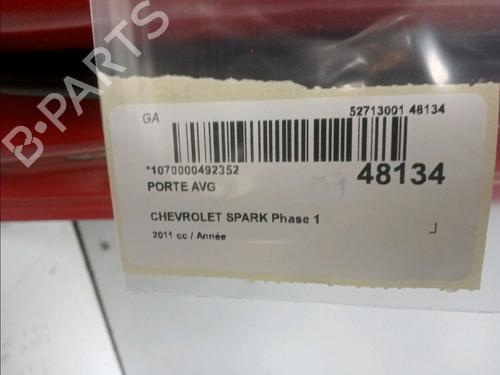 B-PARTS
GA
52713001 48134
*1070000492352
48134
PORTE AVG
CHEVROLET SPARK Phase 1
2011 cc / Année